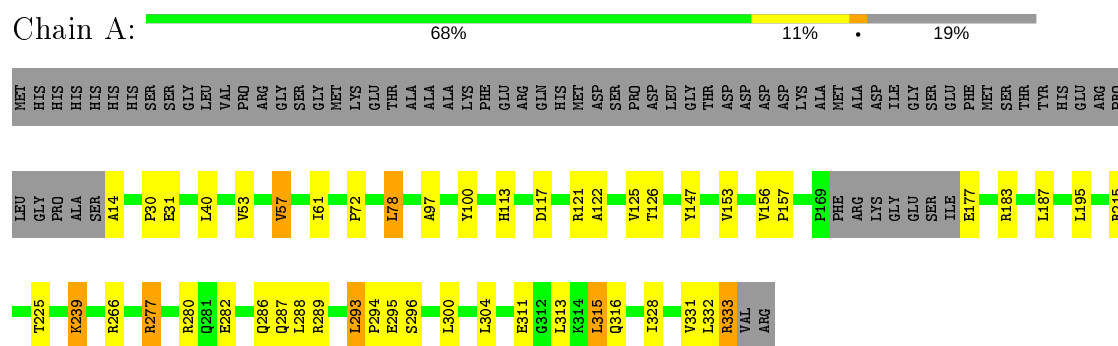 Chain A: 68% 11% • 19%
MET HIS HIS HIS HIS HIS HIS SER SER GLY LEU VAL PRO ARG GLY SER GLY MET LYS GLU THR ALA ALA ALA LYS PHE GLU ARG GLN HIS MET ASP SER PRO ASP LEU GLY THR ASP ASP ASP ASP LYS ALA MET ALA ASP ILE GLY SER GLU PHE MET SER THR TYR HIS GLU ARG PRO
LEU GLY PRO ALA SER A14 P30 E31 L40 V53 V57 I61 P72 L78 A97 Y100 H113 D117 R121 A122 V125 T126 Y147 V153 V156 P157 P169 PHE ARG LYS GLY GLU SER ILE E177 R183 L187 L195 R215
T225 K239 R266 R277 R280 Q281 E282 Q286 Q287 L288 R289 L293 P294 E295 S296 L300 L304 E311 G312 L313 K314 L315 Q316 I328 V331 L332 R333 VAL ARG